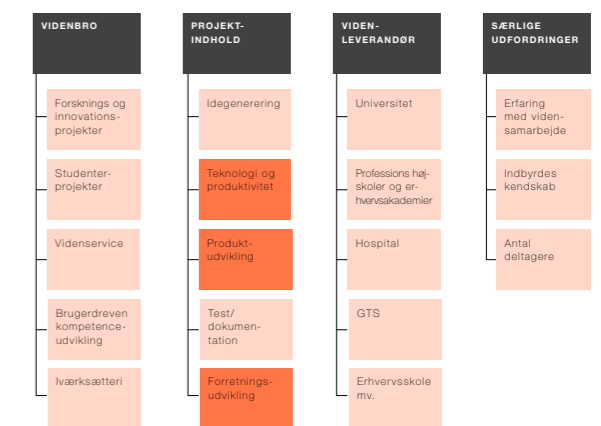 VIDENBRO
Forsknings og
innovations-
projekter
Studenter-
projekter
Videnservice
Brugerdreven
kompetence-
udvikling
Iværksætteri
PROJEKT-
INDHOLD
Idegenerering
Teknologi og
produktivitet
Produkt-
udvikling
Test/
dokumen-
tation
Forretnings-
udvikling
VIDEN-
LEVERANDØR
Universitet
Professions høj-
skoler og er-
hvervsakademier
Hospital
GTS
Erhvervsskole
mv.
SÆRLIGE
UDFORDRINGER
Erfaring
med viden-
samarbejde
Indbyrdes
kendskab
Antal
deltagere